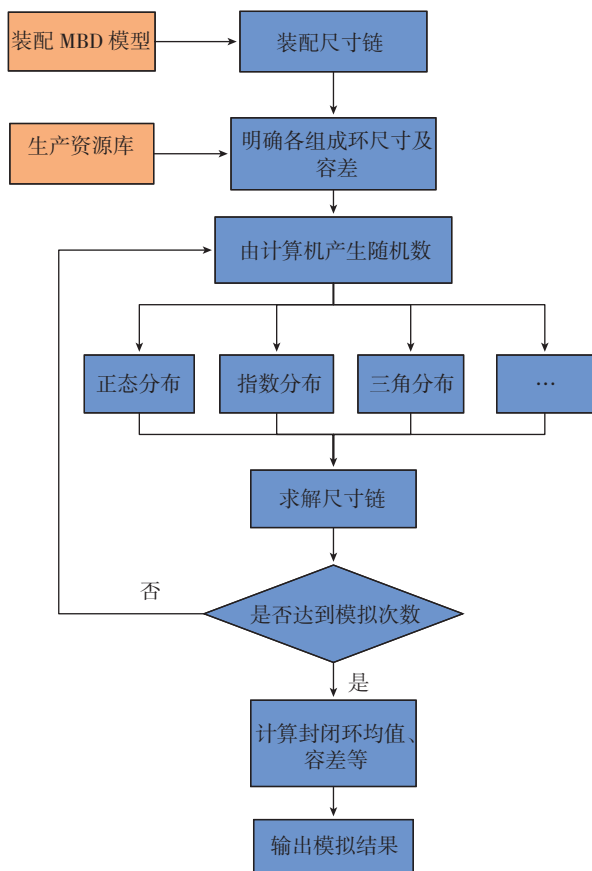 装配 MBD 模型
装配尺寸链
生产资源库
明确各组成环尺寸及
容差
由计算机产生随机数
正态分布
指数分布
三角分布
…
求解尺寸链
否
是否达到模拟次数
是
计算封闭环均值、
容差等
输出模拟结果